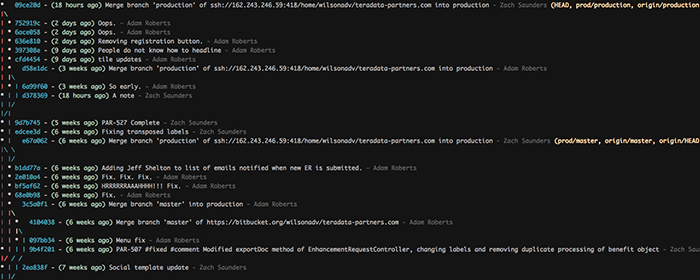 * 09ce20d - (18 hours ago) Merge branch 'production' of ssh://162.243.246.59:418/home/wilsonadv/teradata-partners.com into production - Zach Saunders (HEAD, prod/production, origin/production
|\
* 752919c - (2 days ago) Oops. - Adam Roberts
* 6ace058 - (2 days ago) Oops. - Adam Roberts
* 636e810 - (2 days ago) Removing registration button. - Adam Roberts
* 397308e - (9 days ago) People do not know how to headline - Adam Roberts
* cfd4454 - (9 days ago) tile updates - Adam Roberts
* d58e1dc - (3 weeks ago) Merge branch 'production' of ssh://162.243.246.59:418/home/wilsonadv/teradata-partners.com into production - Adam Roberts
|\
* | 6a99f60 - (3 weeks ago) So early. - Adam Roberts
| * | d378369 - (18 hours ago) A note - Zach Saunders
| |/
|/|
* | 9d7b745 - (5 weeks ago) PAR-527 Complete - Zach Saunders
* | edcee3d - (6 weeks ago) Fixing transposed labels - Zach Saunders
* | e67a062 - (6 weeks ago) Merge branch 'production' of ssh://162.243.246.59:418/home/wilsonadv/teradata-partners.com into production - Zach Saunders (prod/master, origin/master, origin/HEAD
|\ \
* b1dd77a - (6 weeks ago) Adding Jeff Shelton to list of emails notified when new ER is submitted. - Adam Roberts
* 2e010a4 - (6 weeks ago) Fix. Fix. Fix. - Adam Roberts
* bf5af62 - (6 weeks ago) HRRRRRRAAAHHHH!!! Fix. - Adam Roberts
* 68e0b98 - (6 weeks ago) Fix. - Adam Roberts
* 3c5a0f1 - (6 weeks ago) Merge branch 'master' into production - Adam Roberts
|\
* 4104038 - (6 weeks ago) Merge branch 'master' of https://bitbucket.org/wilsonadv/teradata-partners.com - Adam Roberts
|\
* | 097bb34 - (6 weeks ago) Menu fix - Adam Roberts
| * 9b4f201 - (6 weeks ago) PAR-507 #fixed #comment Modified exportDoc method of EnhancementRequestController, changing labels and removing duplicate processing of benefit object - Zach Saunders
|/ / /
* | | 2ea838f - (7 weeks ago) Social template update - Zach Saunders
| |/